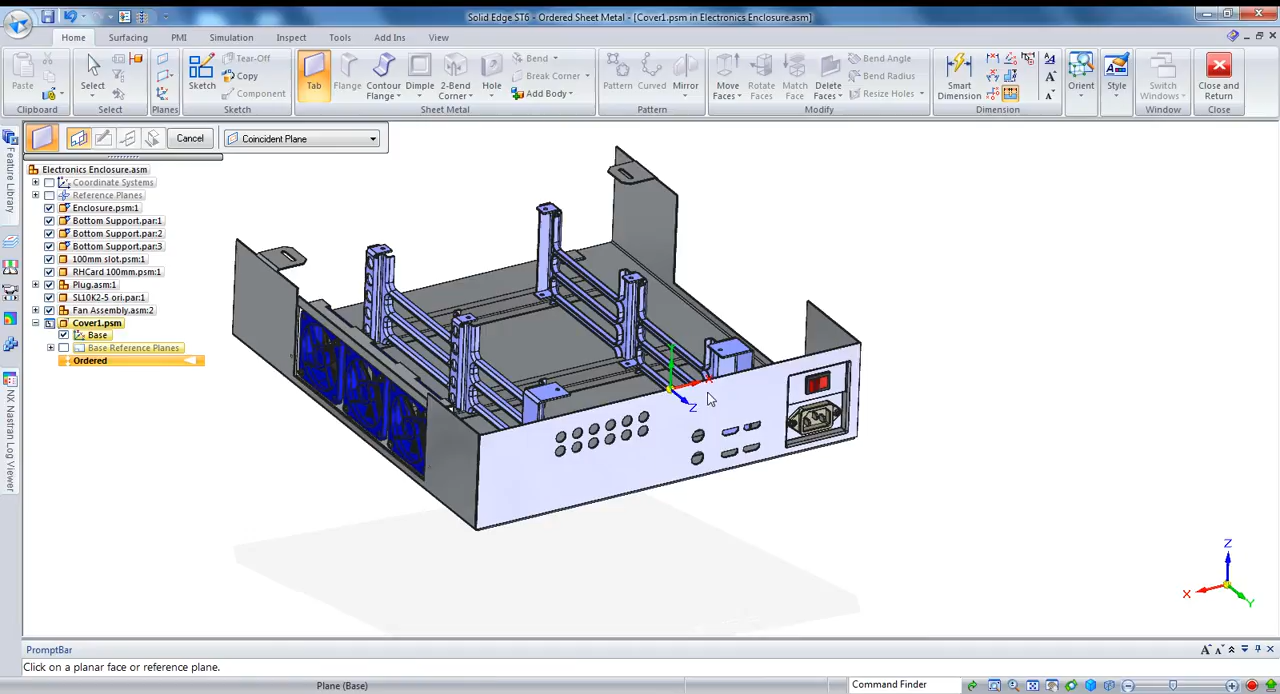 Solid Edge ST6 - Ordered Sheet Metal - [Cover1.psm in Electronics Enclosure.asm]
Home Surfacing PMI Simulation Inspect Tools Add Ins View
Paste
Clipboard
Select
Select
Planes
Sketch
Tear-Off
Copy
Component
Sketch
Tab
Flange
Contour Flange
Dimple
2-Bend Corner
Hole
Bend
Break Corner
Add Body
Sheet Metal
Pattern
Curved
Mirror
Pattern
Move Faces
Rotate Faces
Match Face
Delete Faces
Bend Angle
Bend Radius
Resize Holes
Modify
Smart Dimension
Dimension
Orient
Style
Switch Windows
Window
Close and Return
Close
Cancel
Coincident Plane
Feature Library
NX Nastran Log Viewer
Electronics Enclosure.asm
Coordinate Systems
Reference Planes
Enclosure.psm:1
Bottom Support.par:1
Bottom Support.par:2
Bottom Support.par:3
100mm slot.psm:1
RHCard 100mm.psm:1
Plug.asm:1
SL10K2-5 ori.par:1
Fan Assembly.asm:2
Cover1.psm
Base
Base Reference Planes
Ordered
Z
Z
X
Y
PromptBar
Click on a planar face or reference plane.
Plane (Base)
Command Finder